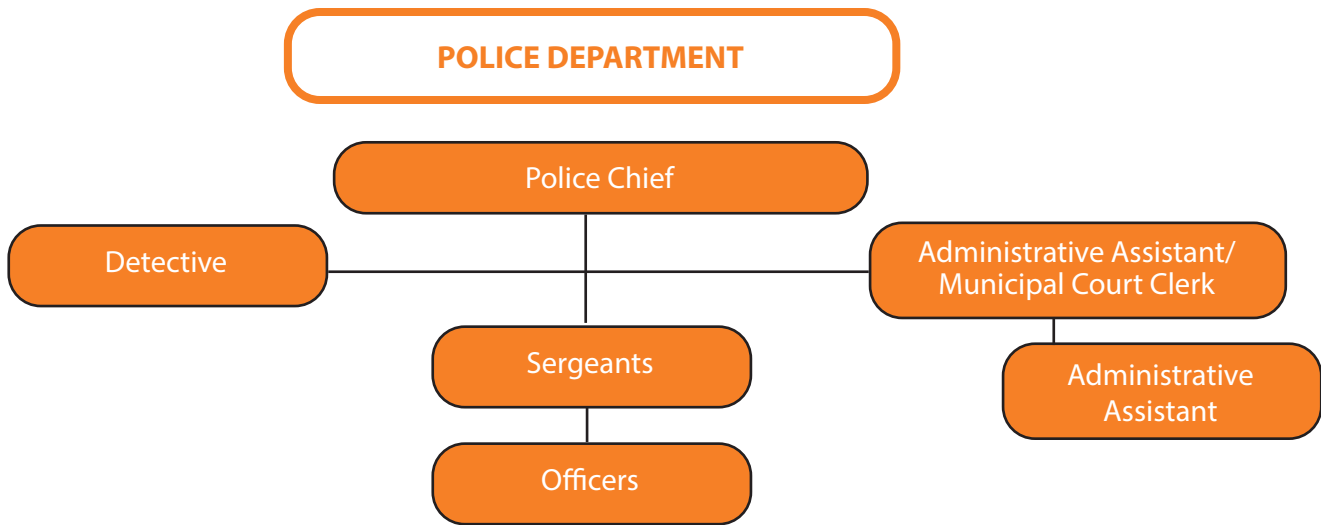 POLICE DEPARTMENT
Police Chief
Detective
Administrative Assistant/
Municipal Court Clerk
Sergeants
Administrative
Assistant
Officers